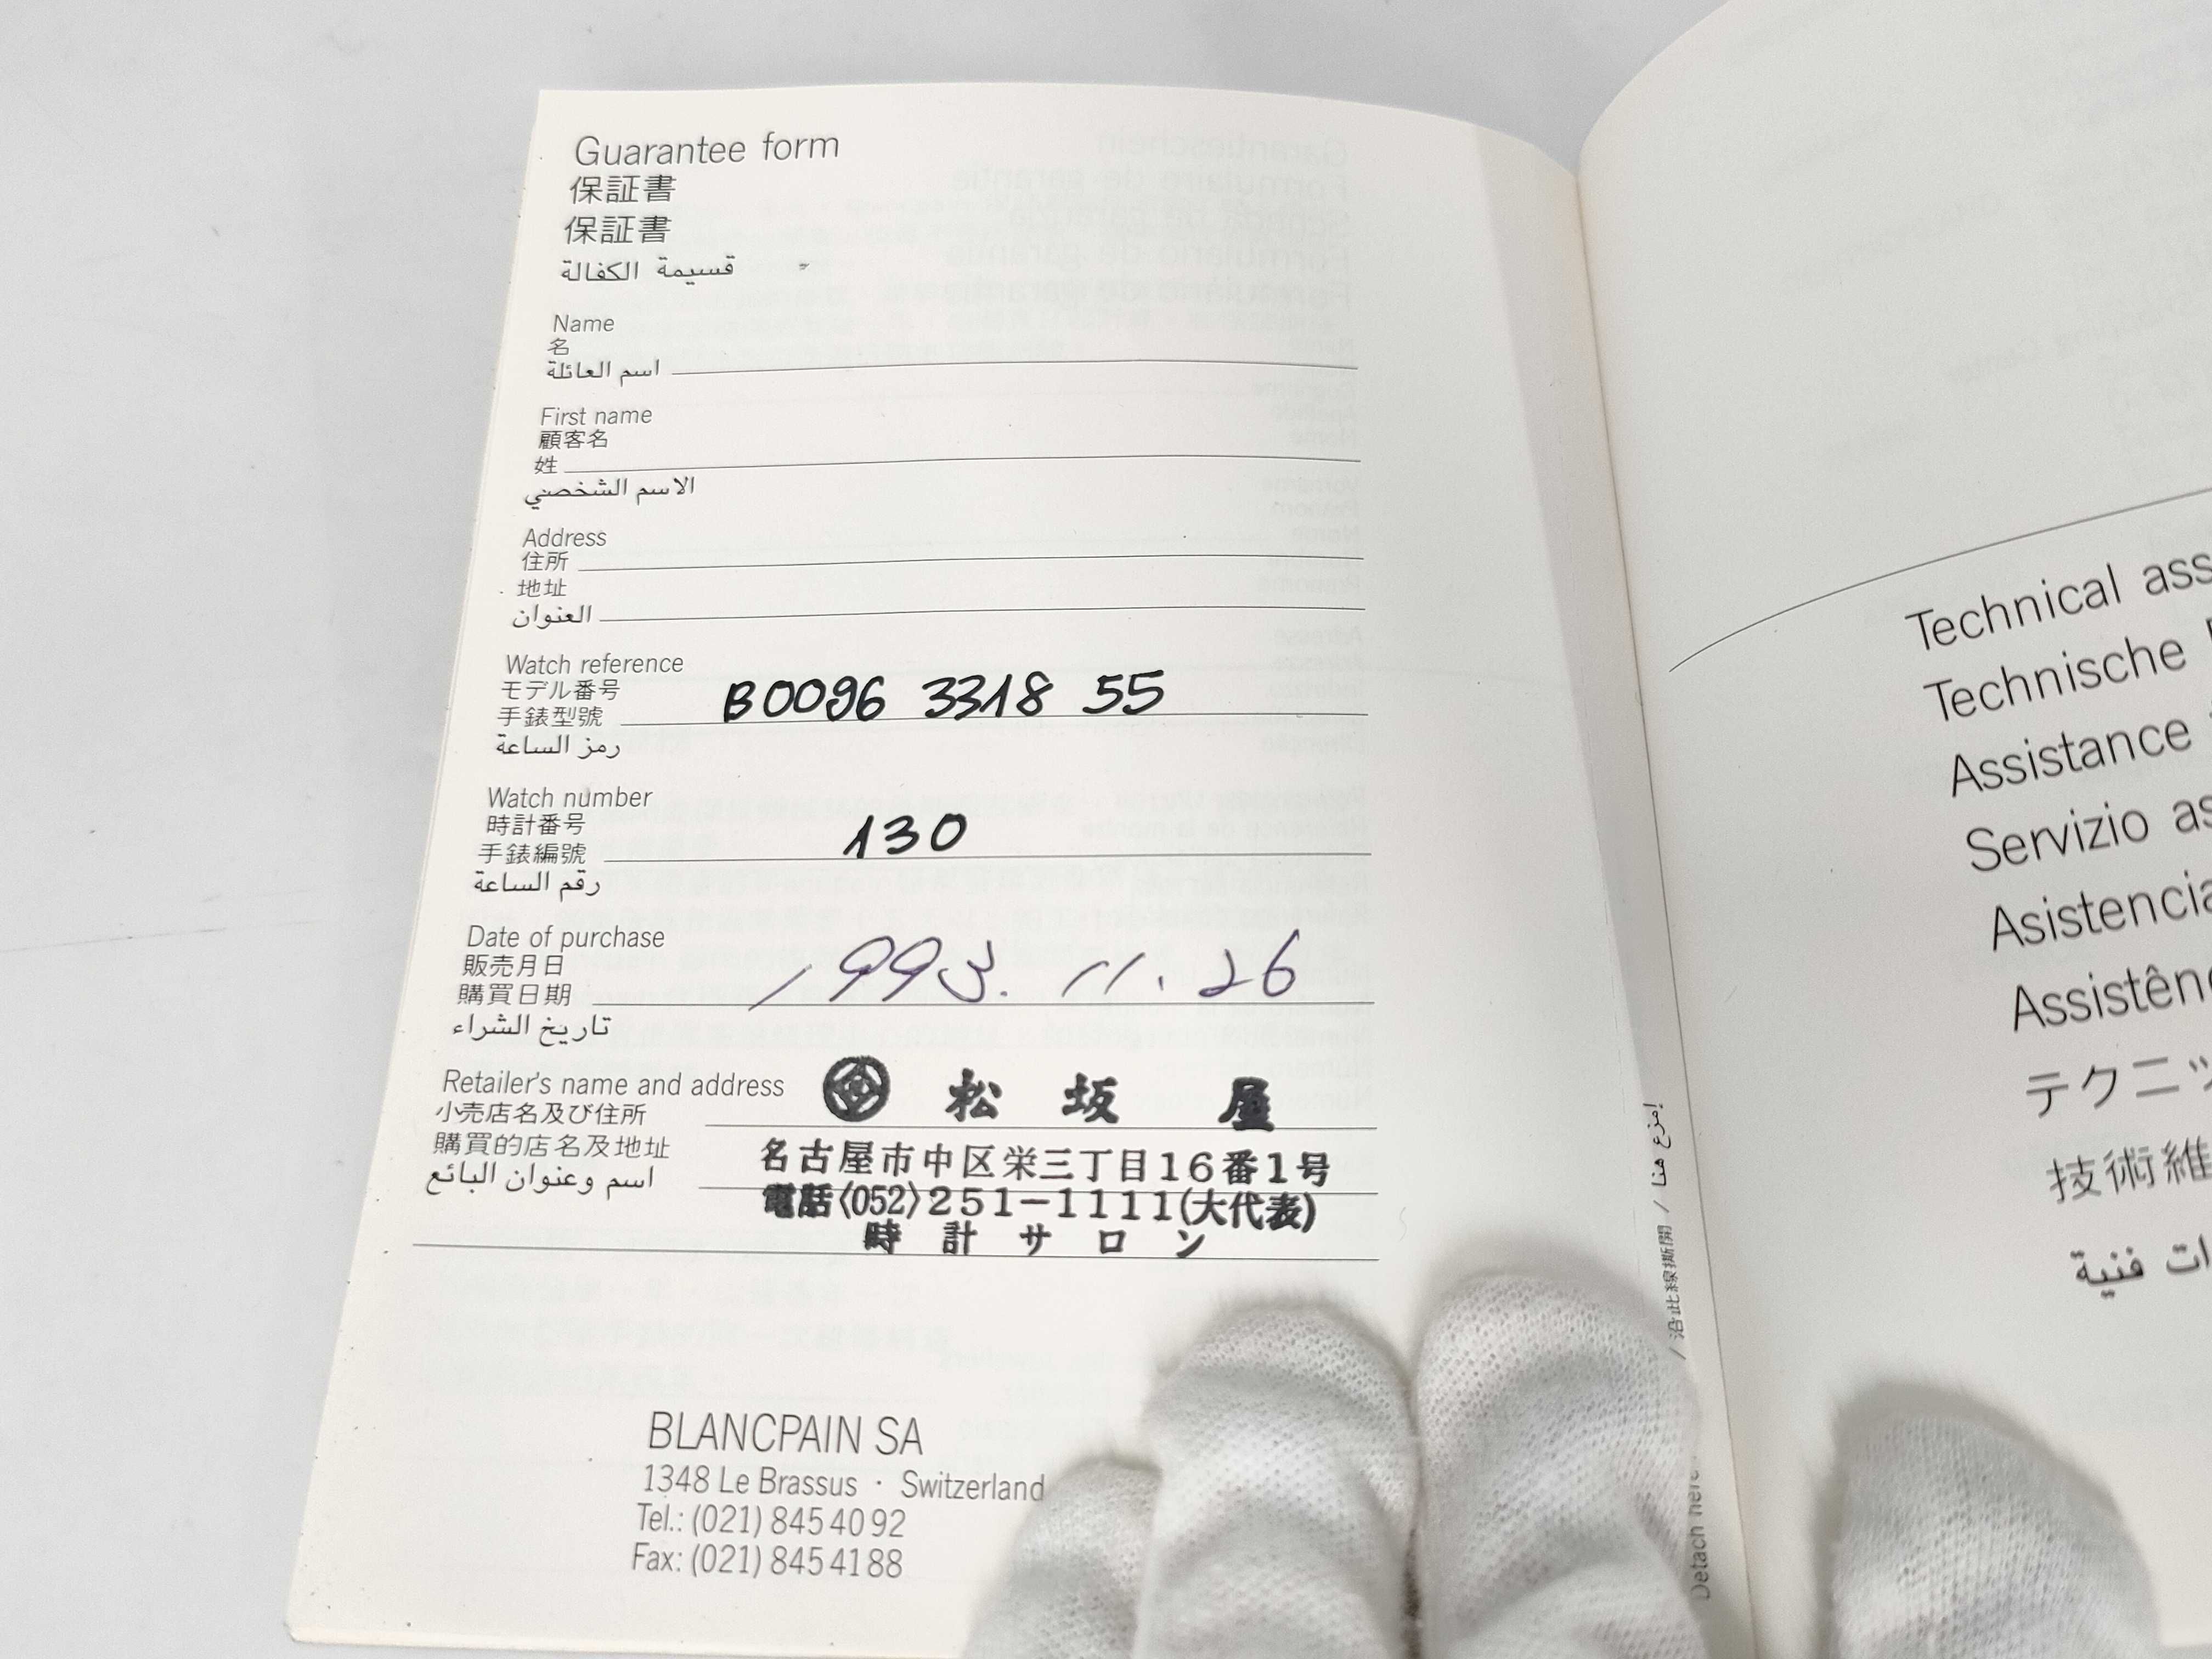 Guarantee form
保証書
保証書
قسيمة الكفالة
Name
名
اسم العائلة
First name
顧客名
姓
الاسم الشخصي
Address
住所
地址
العنوان
Watch reference
モデル番号
手錶型號
رمز الساعة
B0096 3318 55
Watch number
時計番号
手錶編號
رقم الساعة
130
Date of purchase
販売月日
購買日期
تاريخ الشراء
1993. 11. 26
Retailer's name and address
小売店名及び住所
購買的店名及地址
اسم وعنوان البائع
松坂屋
名古屋市中区栄三丁目16番1号
電話(052)251-1111(大代表)
時計サロン
BLANCPAIN SA
1348 Le Brassus · Switzerland
Tel.: (021) 845 40 92
Fax: (021) 845 41 88
Detach here
/ 沿此線撕開 /
Technical ass
Technische
Assistance
Servizio as
Asistencia
Assistênc
テクニッ
技術維
ات فنية